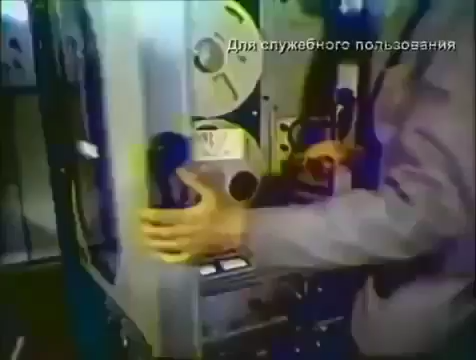 Для служебного пользования